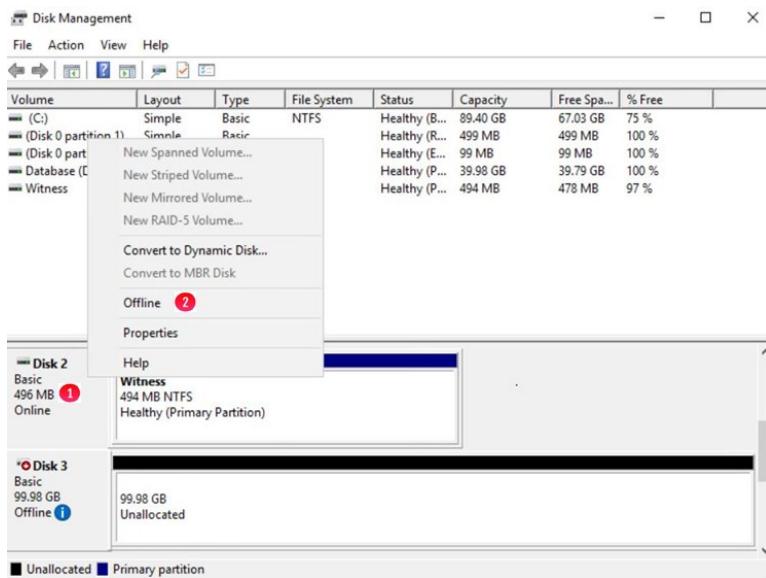 Disk Management
File Action View Help
Volume Layout Type File System Status Capacity Free Spa... % Free
(C:) Simple Basic NTFS Healthy (B... 89.40 GB 67.03 GB 75 %
(Disk 0 partition 1) Simple Basic Healthy (R... 499 MB 499 MB 100 %
(Disk 0 part Healthy (E... 99 MB 99 MB 100 %
Database (D Healthy (P... 39.98 GB 39.79 GB 100 %
Witness Healthy (P... 494 MB 478 MB 97 %
New Spanned Volume...
New Striped Volume...
New Mirrored Volume...
New RAID-5 Volume...
Convert to Dynamic Disk...
Convert to MBR Disk
Offline 2
Properties
Help
Disk 2
Basic
496 MB 1
Online
Witness
494 MB NTFS
Healthy (Primary Partition)
Disk 3
Basic
99.98 GB
Offline i
99.98 GB
Unallocated
Unallocated Primary partition